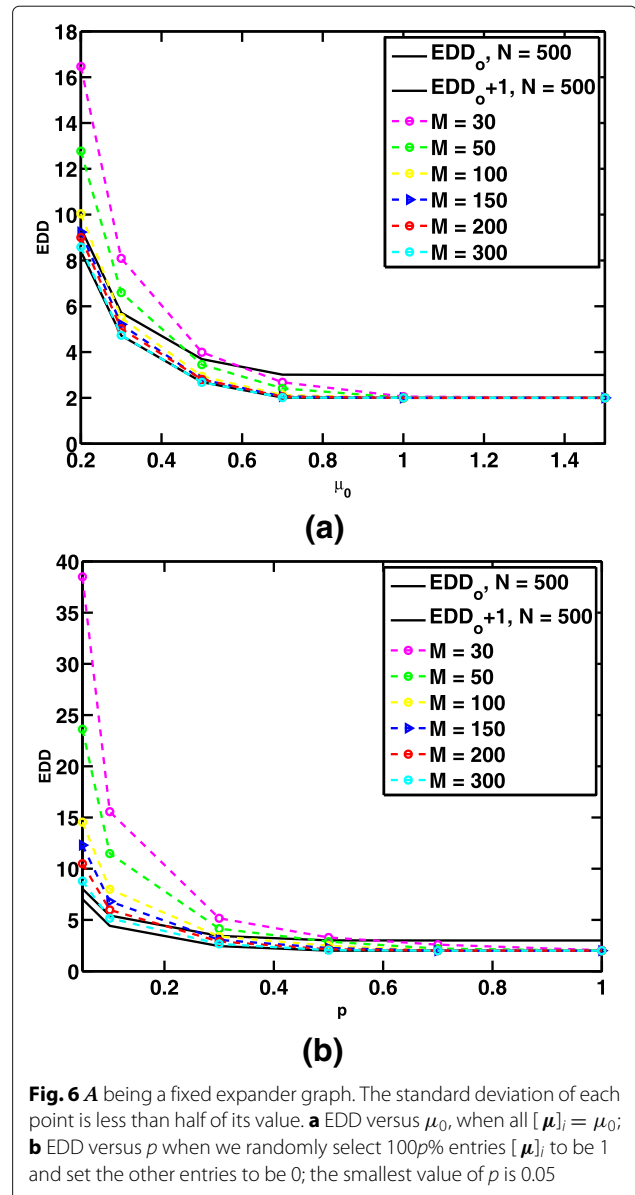 18
16
14
12
10
8
6
4
2
0
EDD
0.2 0.4 0.6 0.8 1 1.2 1.4
μ₀
EDDₒ, N = 500
EDDₒ+1, N = 500
M = 30
M = 50
M = 100
M = 150
M = 200
M = 300
(a)
40
35
30
25
20
15
10
5
0
EDD
0.2 0.4 0.6 0.8 1
p
EDDₒ, N = 500
EDDₒ+1, N = 500
M = 30
M = 50
M = 100
M = 150
M = 200
M = 300
(b)
Fig. 6 A being a fixed expander graph. The standard deviation of each
point is less than half of its value. a EDD versus μ₀, when all [μ]ᵢ = μ₀;
b EDD versus p when we randomly select 100p% entries [μ]ᵢ to be 1
and set the other entries to be 0; the smallest value of p is 0.05